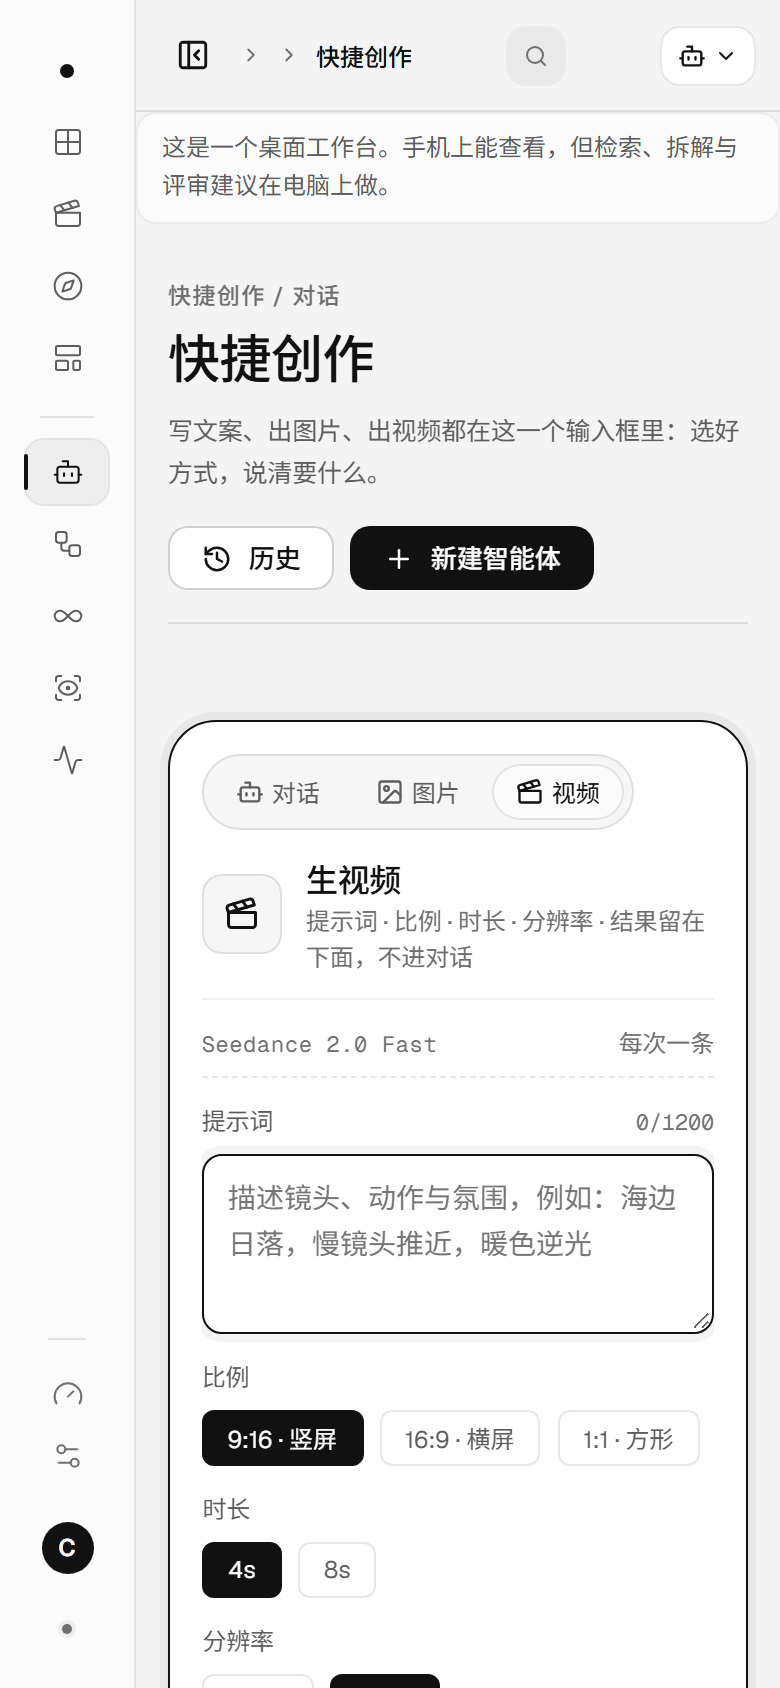 快捷创作
这是一个桌面工作台。手机上能查看，但检索、拆解与
评审建议在电脑上做。
快捷创作 / 对话
快捷创作
写文案、出图片、出视频都在这一个输入框里：选好
方式，说清要什么。
历史
新建智能体
对话 图片 视频
生视频
提示词 · 比例 · 时长 · 分辨率 · 结果留在
下面，不进对话
Seedance 2.0 Fast 每次一条
提示词 0/1200
描述镜头、动作与氛围，例如：海边
日落，慢镜头推近，暖色逆光
比例
9:16 · 竖屏 16:9 · 横屏 1:1 · 方形
时长
4s 8s
C
分辨率